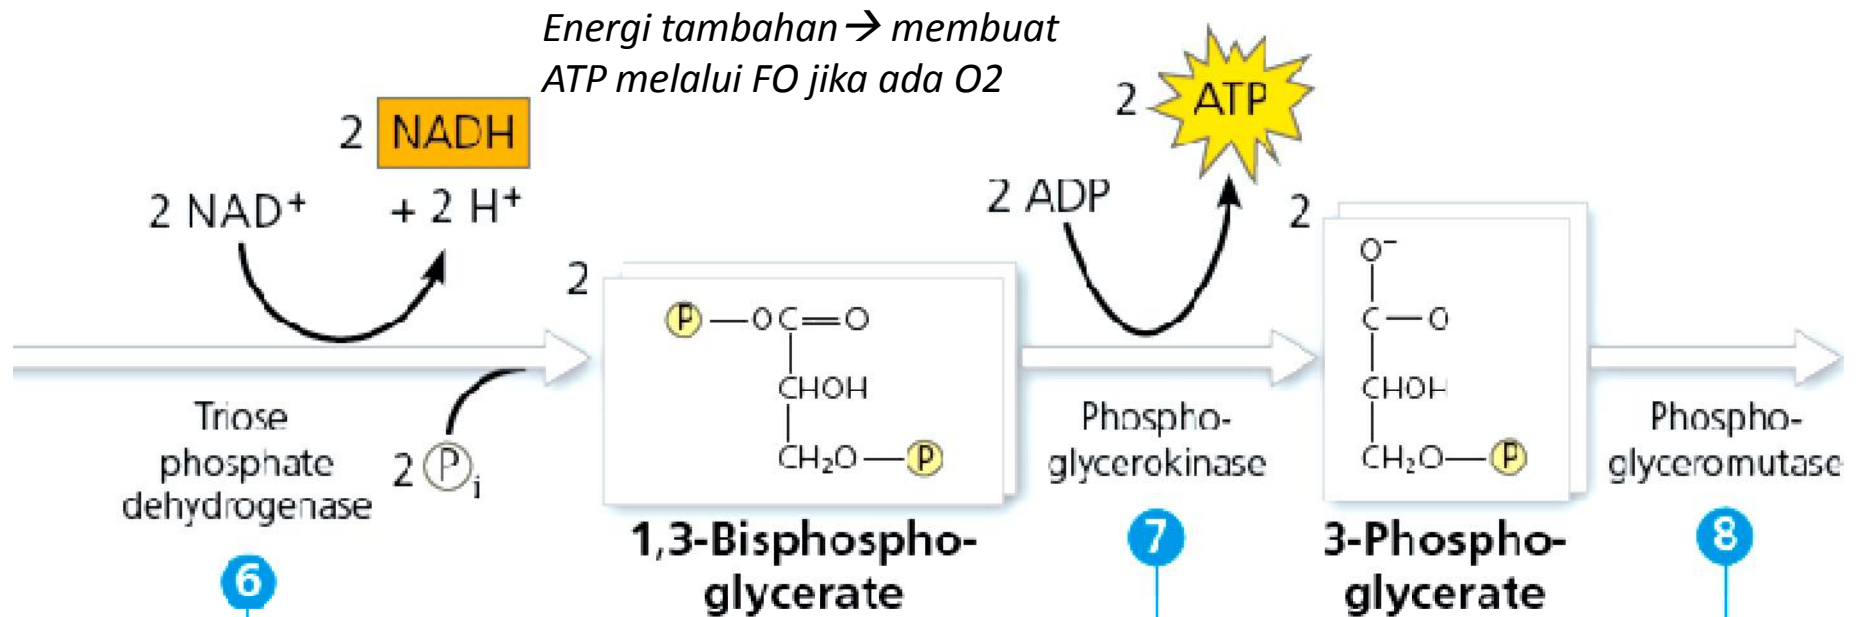 Energi tambahan→ membuat
ATP melalui FO jika ada O2
2 NADH
2 NAD⁺ + 2 H⁺
Triose
phosphate
dehydrogenase
6
2 Pᵢ
2
P—OC=O
CHOH
CH₂O—P
1,3-Bisphospho-
glycerate
2 ADP
2 ATP
Phospho-
glycerokinase
7
2
O⁻
C—O
CHOH
CH₂O—P
3-Phospho-
glycerate
Phospho-
glyceromutase
8